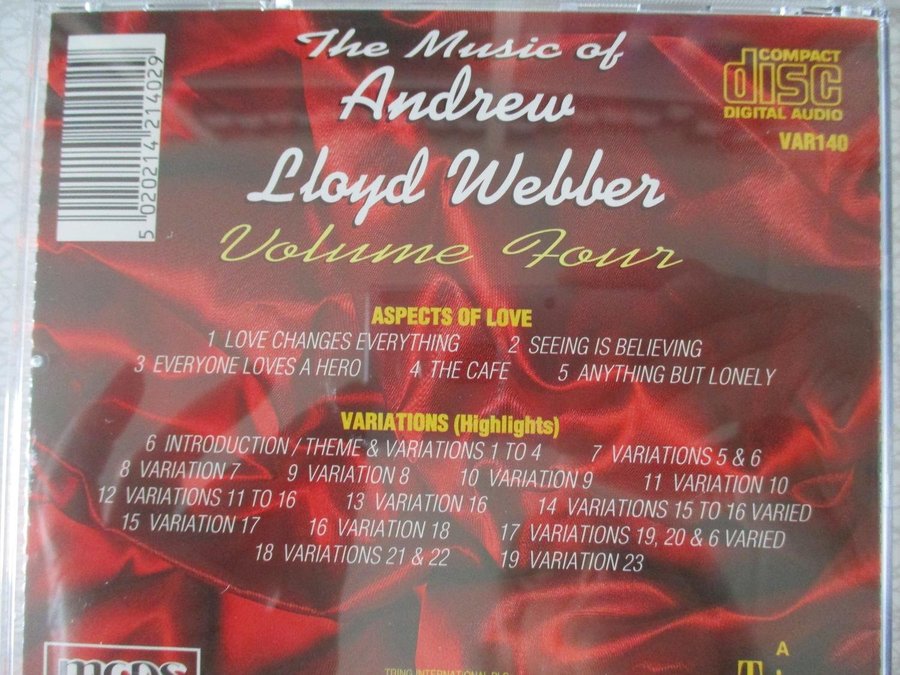 The Music of
Andrew
Lloyd Webber
Volume Four
COMPACT
disc
DIGITAL AUDIO
VAR140
5 020214 214029
ASPECTS OF LOVE
1 LOVE CHANGES EVERYTHING 2 SEEING IS BELIEVING
3 EVERYONE LOVES A HERO 4 THE CAFE 5 ANYTHING BUT LONELY
VARIATIONS (Highlights)
6 INTRODUCTION / THEME & VARIATIONS 1 TO 4 7 VARIATIONS 5 & 6
8 VARIATION 7 9 VARIATION 8 10 VARIATION 9 11 VARIATION 10
12 VARIATIONS 11 TO 16 13 VARIATION 16 14 VARIATIONS 15 TO 16 VARIED
15 VARIATION 17 16 VARIATION 18 17 VARIATIONS 19, 20 & 6 VARIED
18 VARIATIONS 21 & 22 19 VARIATION 23
mcps
TRING INTERNATIONAL PLC
A